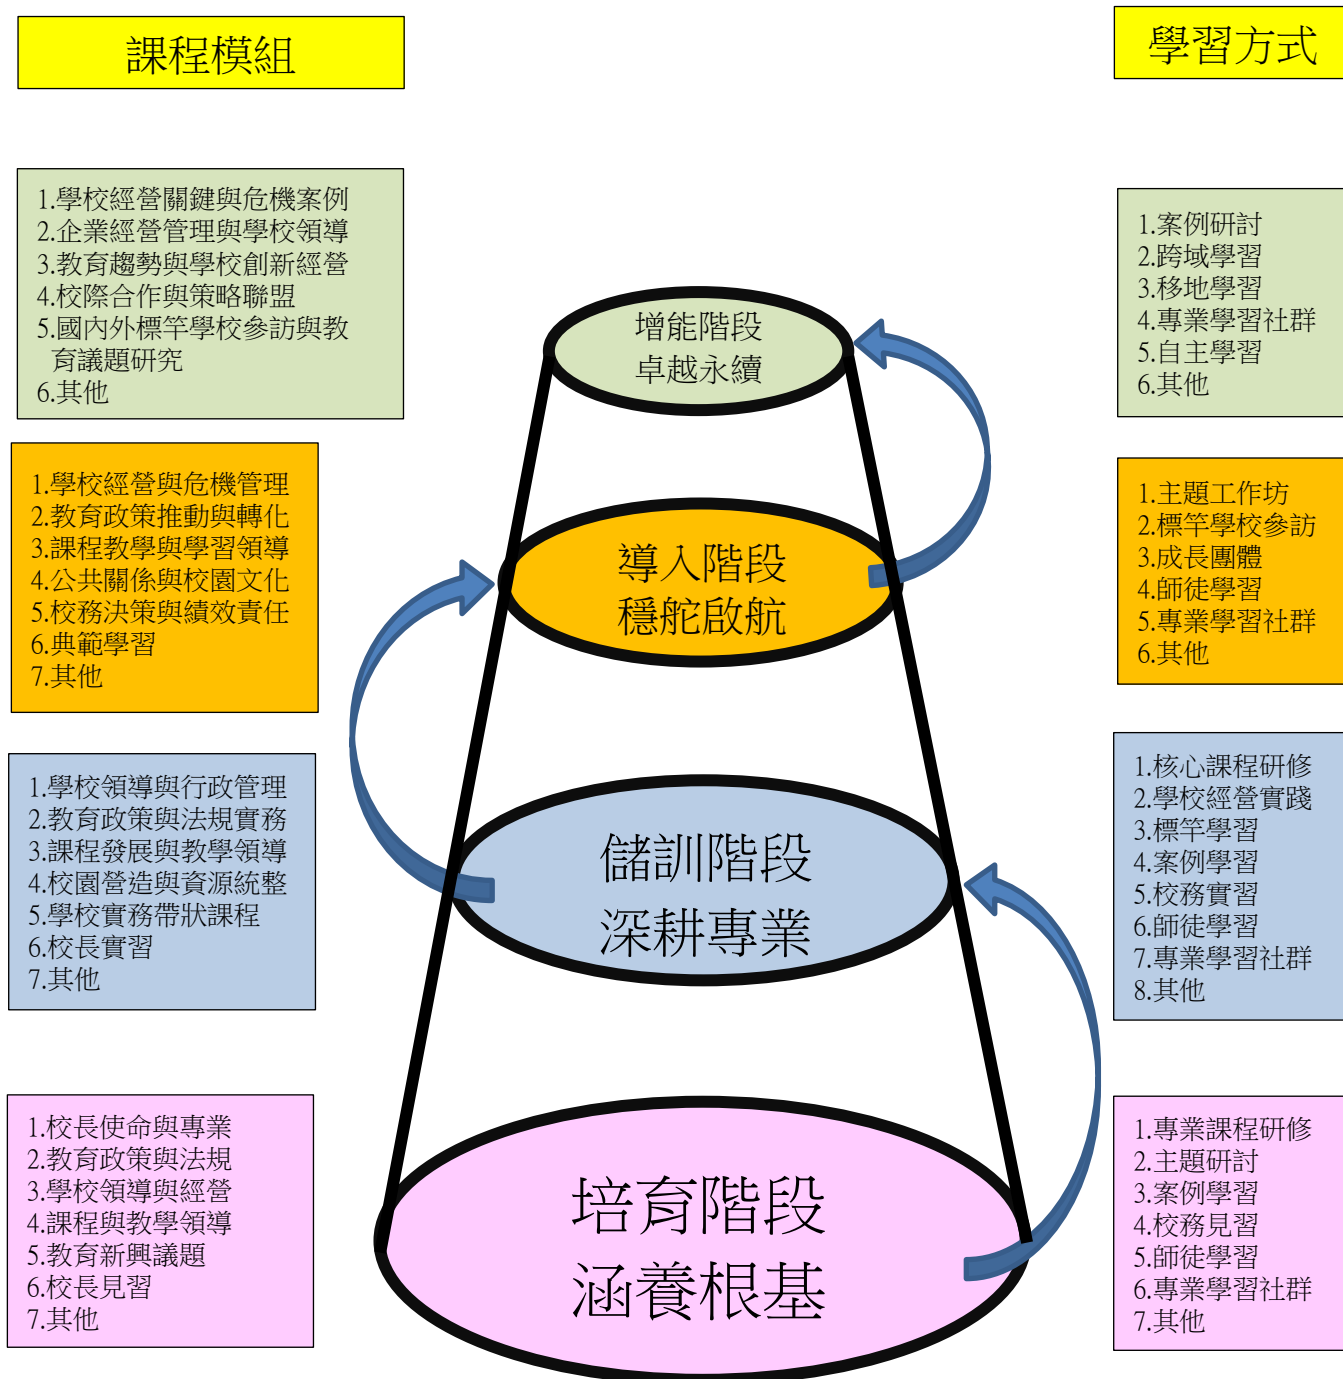 課程模組
學習方式
1.學校經營關鍵與危機案例
2.企業經營管理與學校領導
3.教育趨勢與學校創新經營
4.校際合作與策略聯盟
5.國內外標竿學校參訪與教
育議題研究
6.其他
增能階段
卓越永續
1.案例研討
2.跨域學習
3.移地學習
4.專業學習社群
5.自主學習
6.其他
1.學校經營與危機管理
2.教育政策推動與轉化
3.課程教學與學習領導
4.公共關係與校園文化
5.校務決策與績效責任
6.典範學習
7.其他
導入階段
穩舵啟航
1.主題工作坊
2.標竿學校參訪
3.成長團體
4.師徒學習
5.專業學習社群
6.其他
1.學校領導與行政管理
2.教育政策與法規實務
3.課程發展與教學領導
4.校園營造與資源統整
5.學校實務帶狀課程
6.校長實習
7.其他
儲訓階段
深耕專業
1.核心課程研修
2.學校經營實踐
3.標竿學習
4.案例學習
5.校務實習
6.師徒學習
7.專業學習社群
8.其他
1.校長使命與專業
2.教育政策與法規
3.學校領導與經營
4.課程與教學領導
5.教育新興議題
6.校長見習
7.其他
培育階段
涵養根基
1.專業課程研修
2.主題研討
3.案例學習
4.校務見習
5.師徒學習
6.專業學習社群
7.其他